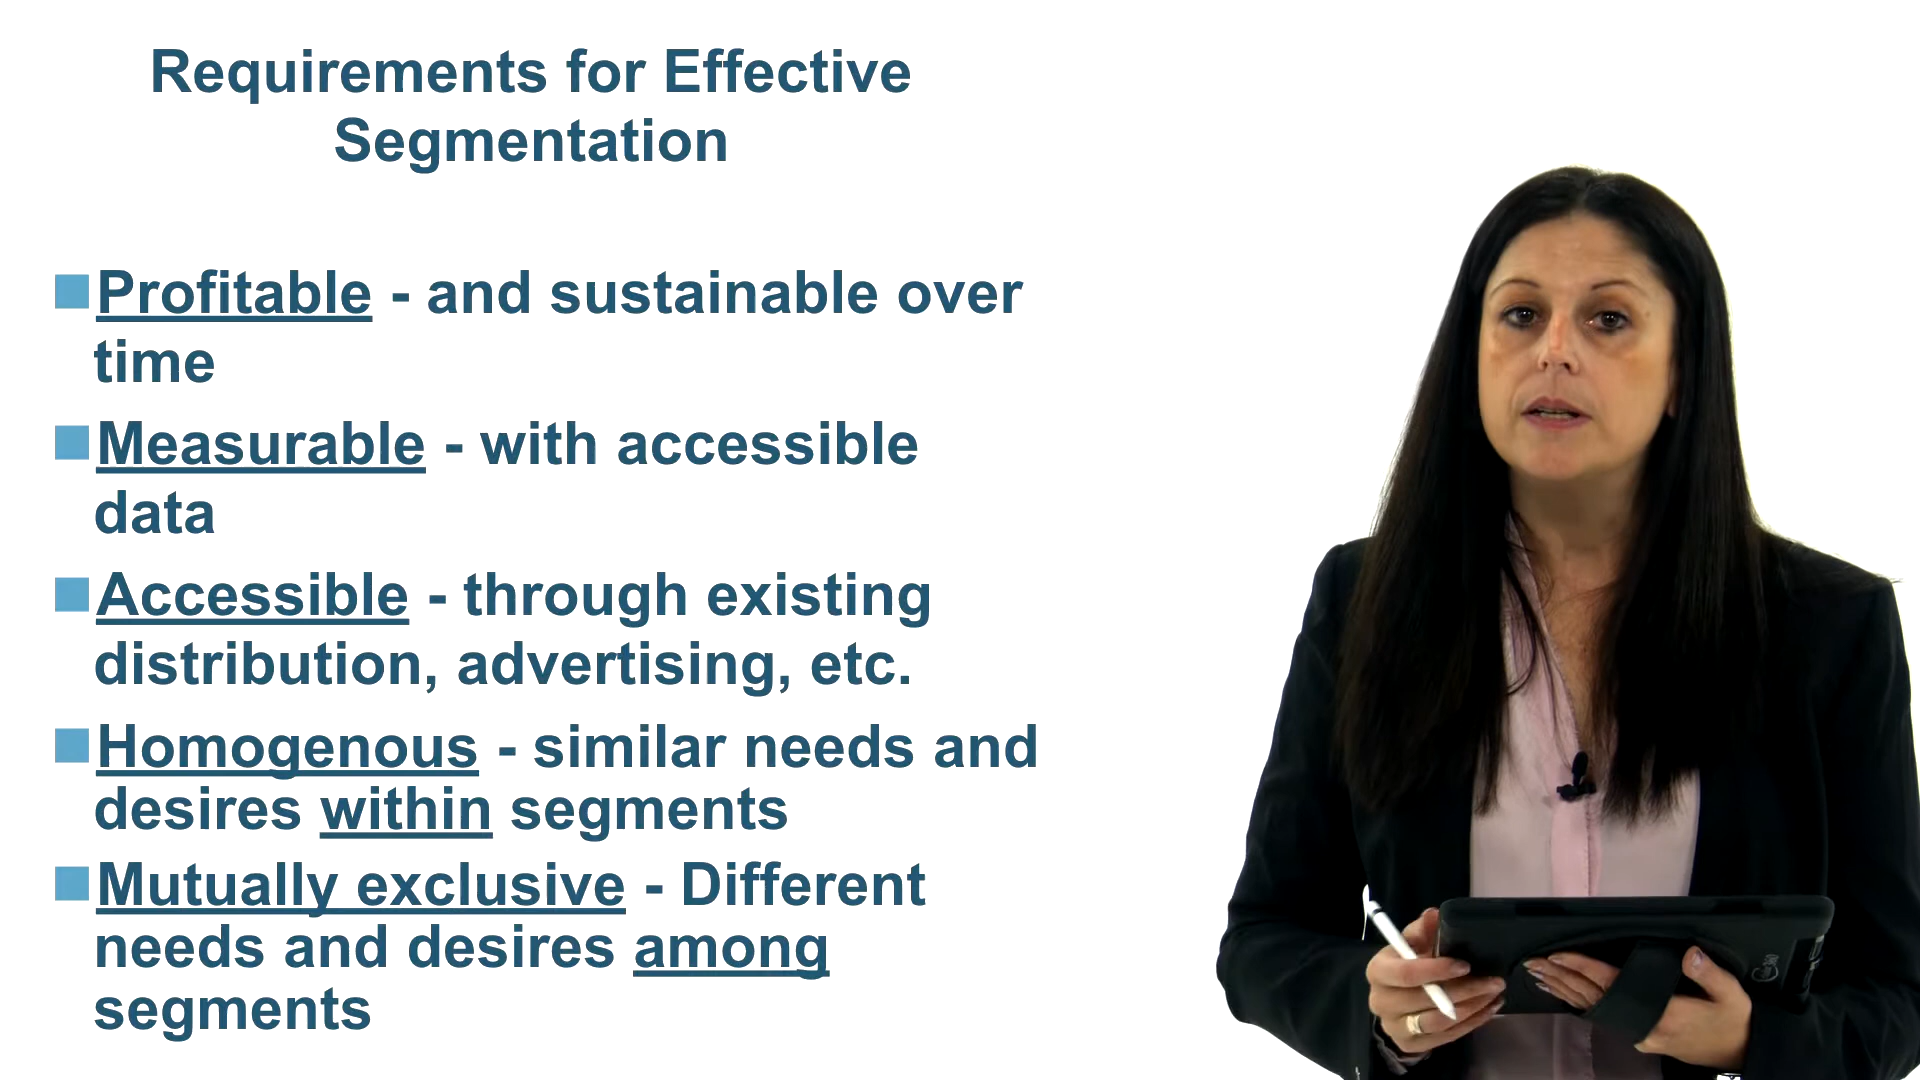 Requirements for Effective
Segmentation
Profitable - and sustainable over
time
Measurable - with accessible
data
Accessible - through existing
distribution, advertising, etc.
Homogenous - similar needs and
desires within segments
Mutually exclusive - Different
needs and desires among
segments